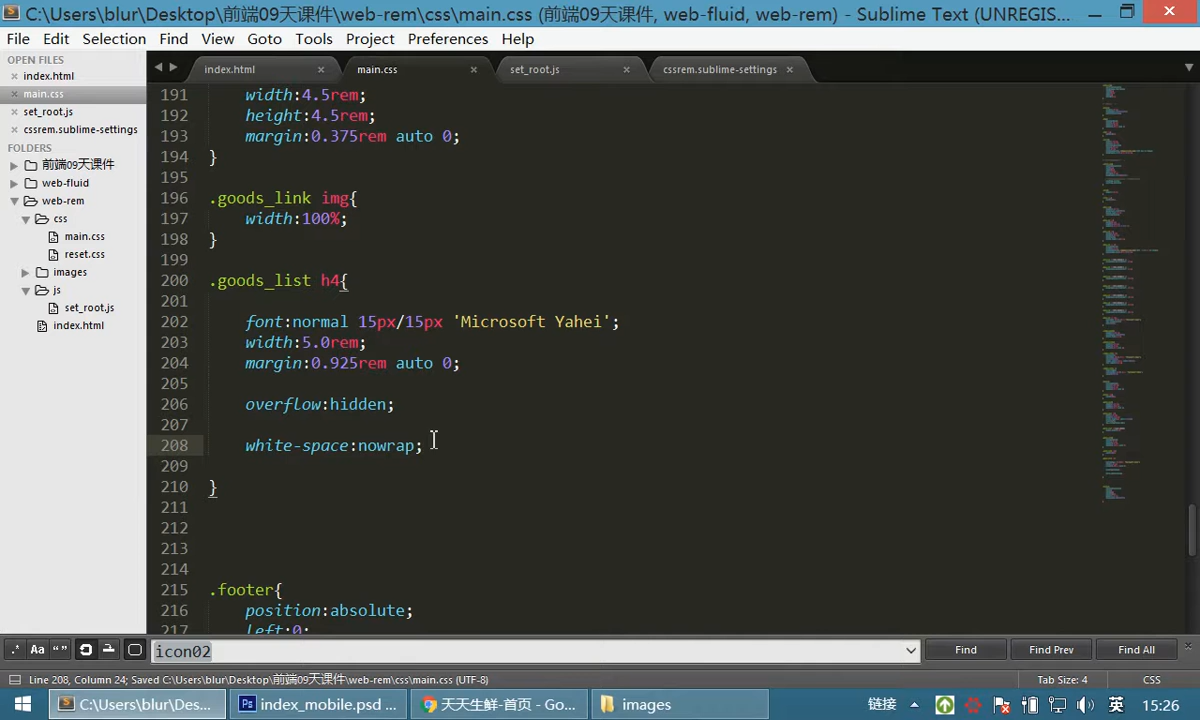 C:\Users\blur\Desktop\前端09天课件\web-rem\css\main.css (前端09天课件, web-fluid, web-rem) - Sublime Text (UNREGIS...
File Edit Selection Find View Goto Tools Project Preferences Help
OPEN FILES
index.html
main.css
set_root.js
cssrem.sublime-settings
FOLDERS
前端09天课件
web-fluid
web-rem
css
main.css
reset.css
images
js
set_root.js
index.html
index.html × main.css × set_root.js × cssrem.sublime-settings ×
191 width:4.5rem;
192 height:4.5rem;
193 margin:0.375rem auto 0;
194 }
195
196 .goods_link img{
197 width:100%;
198 }
199
200 .goods_list h4{
201
202 font:normal 15px/15px 'Microsoft Yahei';
203 width:5.0rem;
204 margin:0.925rem auto 0;
205
206 overflow:hidden;
207
208 white-space:nowrap;
209
210 }
211
212
213
214
215 .footer{
216 position:absolute;
217 left:0;
.* Aa “” icon02 Find Find Prev Find All
Line 208, Column 24; Saved C:\Users\blur\Desktop\前端09天课件\web-rem\css\main.css (UTF-8) Tab Size: 4 CSS
C:\Users\blur\Des... index_mobile.psd ... 天天生鲜-首页 - Go... images 链接 英 15:26